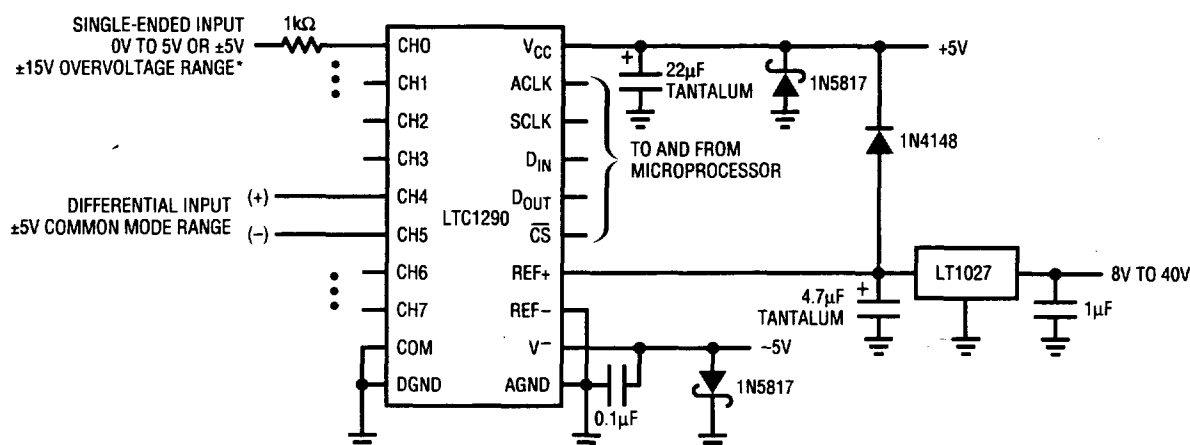 SINGLE-ENDED INPUT
0V TO 5V OR ±5V
±15V OVERVOLTAGE RANGE*
1kΩ
DIFFERENTIAL INPUT
±5V COMMON MODE RANGE
(+)
(−)
CH0
CH1
CH2
CH3
CH4
CH5
CH6
CH7
COM
DGND
LTC1290
VCC
ACLK
SCLK
DIN
DOUT
C̅S̅
REF+
REF−
V−
AGND
+
22µF
TANTALUM
1N5817
+5V
TO AND FROM
MICROPROCESSOR
1N4148
LT1027
8V TO 40V
+
4.7µF
TANTALUM
1µF
−5V
1N5817
0.1µF